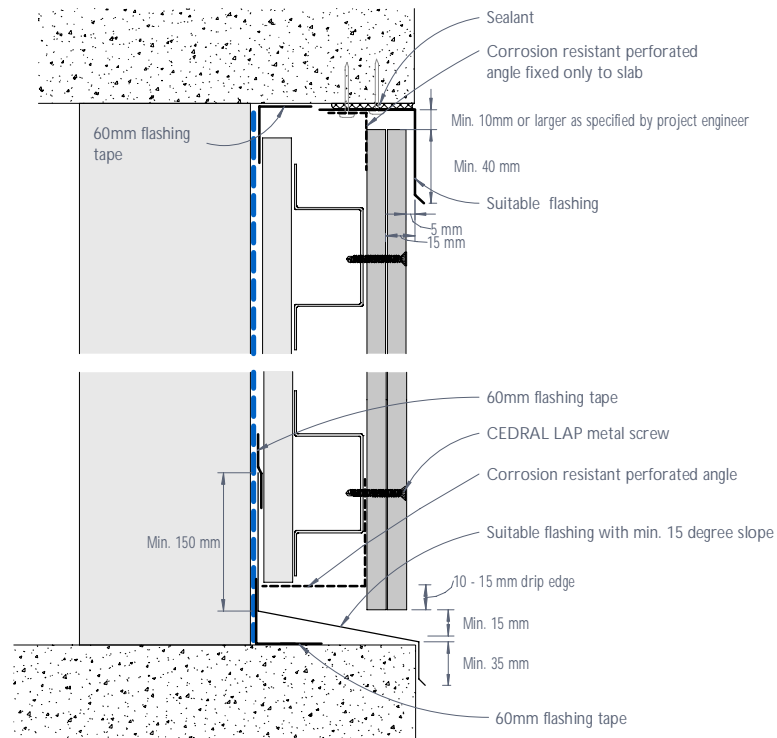 Sealant
Corrosion resistant perforated
angle fixed only to slab
60mm flashing
tape
Min. 10mm or larger as specified by project engineer
Min. 40 mm
Suitable flashing
5 mm
15 mm
60mm flashing tape
CEDRAL LAP metal screw
Corrosion resistant perforated angle
Min. 150 mm
Suitable flashing with min. 15 degree slope
10 - 15 mm drip edge
Min. 15 mm
Min. 35 mm
60mm flashing tape